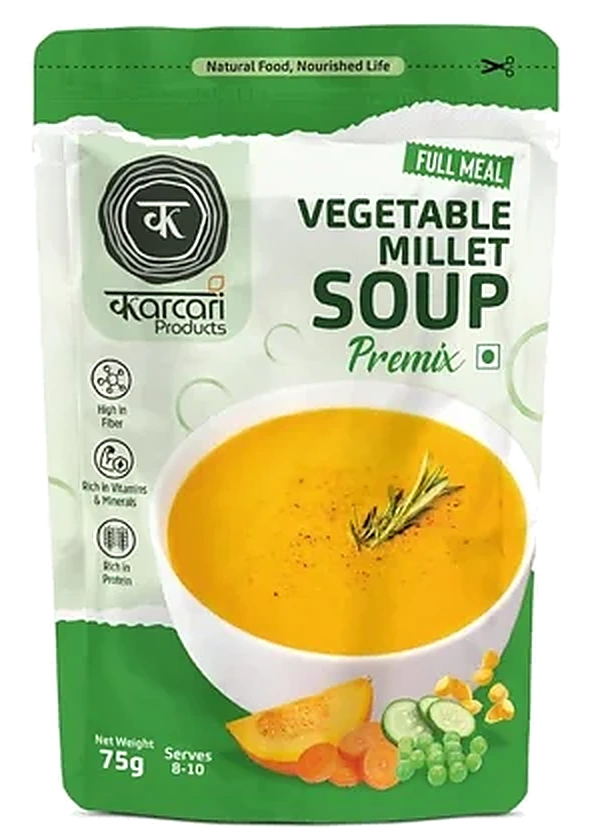 Natural Food, Nourished Life
FULL MEAL
VEGETABLE
MILLET
SOUP
Premix
क
कarcari
Products
High in
Fiber
Rich in Vitamins
& Minerals
Rich in
Protein
Net Weight
75g
Serves
8-10